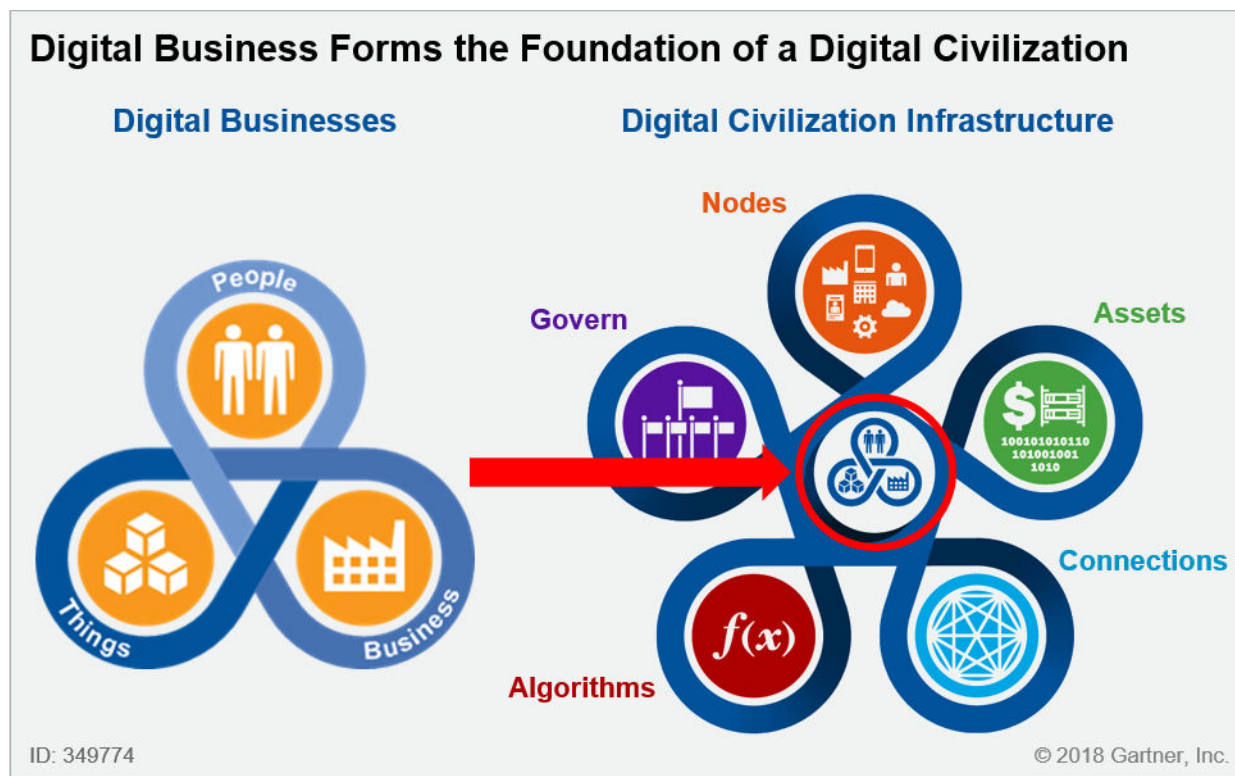 Digital Business Forms the Foundation of a Digital Civilization
Digital Businesses
Digital Civilization Infrastructure
People
Things
Business
Nodes
Govern
Assets
$
100101010110
101001001
1010
Connections
f(x)
Algorithms
ID: 349774
© 2018 Gartner, Inc.